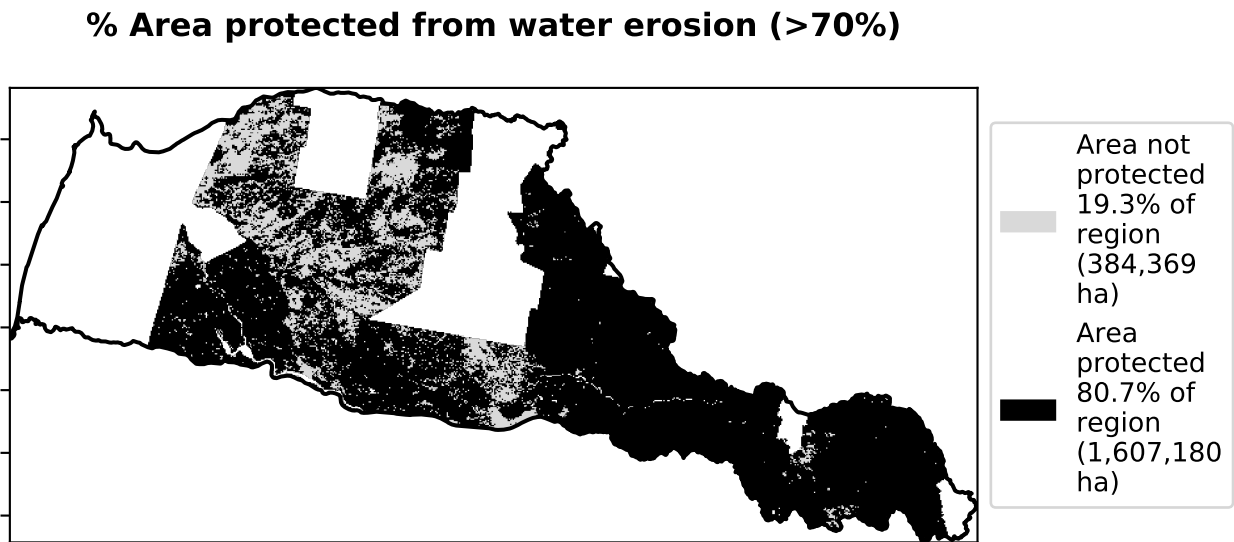 % Area protected from water erosion (>70%)
Area not
protected
19.3% of
region
(384,369
ha)
Area
protected
80.7% of
region
(1,607,180
ha)